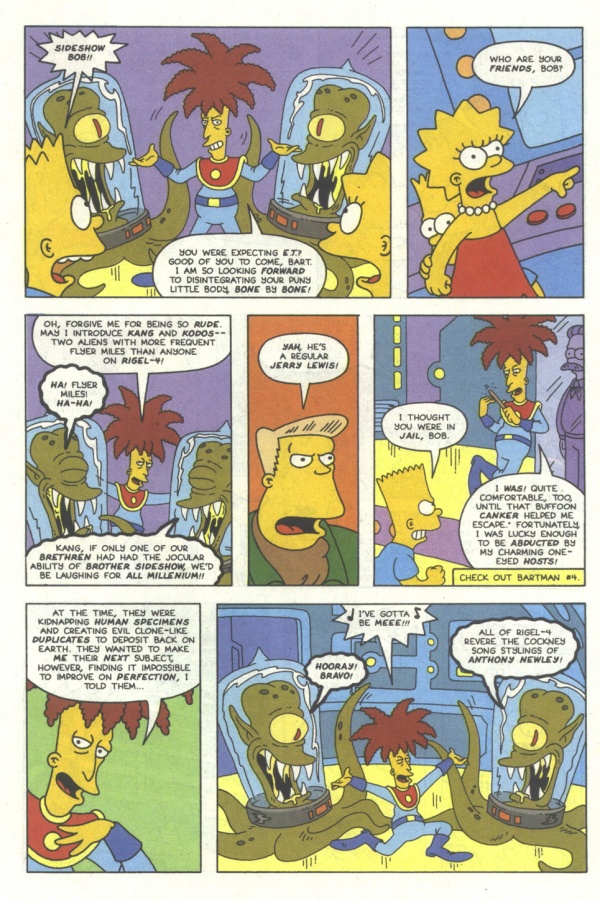 SIDESHOW
BOB!!
YOU WERE EXPECTING E.T.?
GOOD OF YOU TO COME, BART.
I AM SO LOOKING FORWARD
TO DISINTEGRATING YOUR PUNY
LITTLE BODY, BONE BY BONE!
WHO ARE YOUR
FRIENDS, BOB?
OH, FORGIVE ME FOR BEING SO RUDE.
MAY I INTRODUCE KANG AND KODOS--
TWO ALIENS WITH MORE FREQUENT
FLYER MILES THAN ANYONE
ON RIGEL-4!
HA! FLYER
MILES!
HA-HA!
KANG, IF ONLY ONE OF OUR
BRETHREN HAD HAD THE JOCULAR
ABILITY OF BROTHER SIDESHOW, WE'D
BE LAUGHING FOR ALL MILLENIUM!!
YAH, HE'S
A REGULAR
JERRY LEWIS!
I THOUGHT
YOU WERE IN
JAIL, BOB.
I WAS! QUITE
COMFORTABLE, TOO,
UNTIL THAT BUFFOON
CANKER HELPED ME
ESCAPE.* FORTUNATELY,
I WAS LUCKY ENOUGH
TO BE ABDUCTED BY
MY CHARMING ONE-
EYED HOSTS!
CHECK OUT BARTMAN #4.
AT THE TIME, THEY WERE
KIDNAPPING HUMAN SPECIMENS
AND CREATING EVIL CLONE-LIKE
DUPLICATES TO DEPOSIT BACK ON
EARTH. THEY WANTED TO MAKE
ME THEIR NEXT SUBJECT,
HOWEVER, FINDING IT IMPOSSIBLE
TO IMPROVE ON PERFECTION, I
TOLD THEM...
♪ I'VE GOTTA ♪
BE MEEE!!!
HOORAY!
BRAVO!
ALL OF RIGEL-4
REVERE THE COCKNEY
SONG STYLINGS OF
ANTHONY NEWLEY!